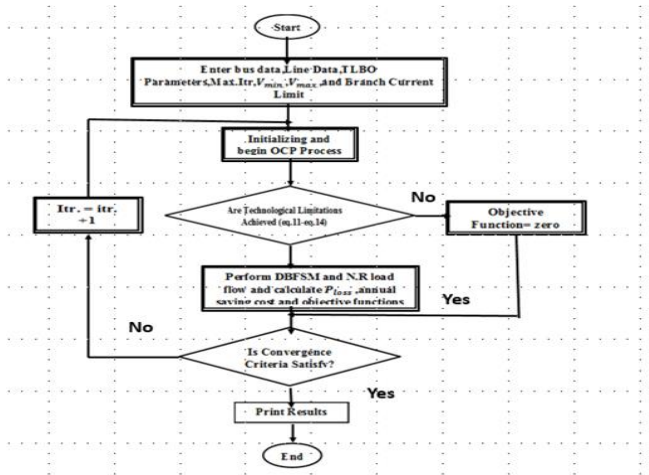 Start
Enter bus data,Line Data,TLBO
Parameters,Max.Itr,Vmin,Vmax,and Branch Current
Limit
.Initializing and
begin OCP Process
Itr. = itr.
+1
Are Technological Limitations
Achieved (eq.11-eq.14)
No
Objective
Function= zero
Perform DBFSM and N.R load
flow and calculate Ploss ,annual
saving cost and objective functions
Yes
No
Is Convergence
Criteria Satisfy?
Yes
Print Results
End